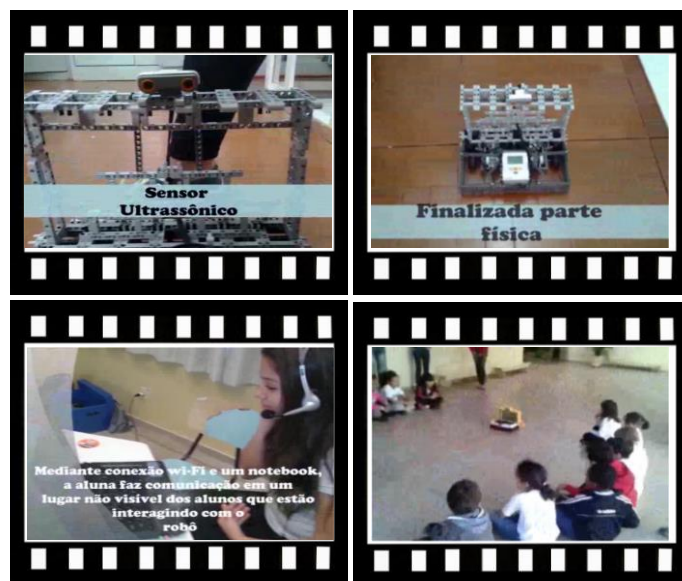 Sensor
Ultrassônico
Finalizada parte
física
Mediante conexão wi-Fi e um notebook,
a aluna faz comunicação em um
lugar não visível dos alunos que estão
interagindo com o
robô